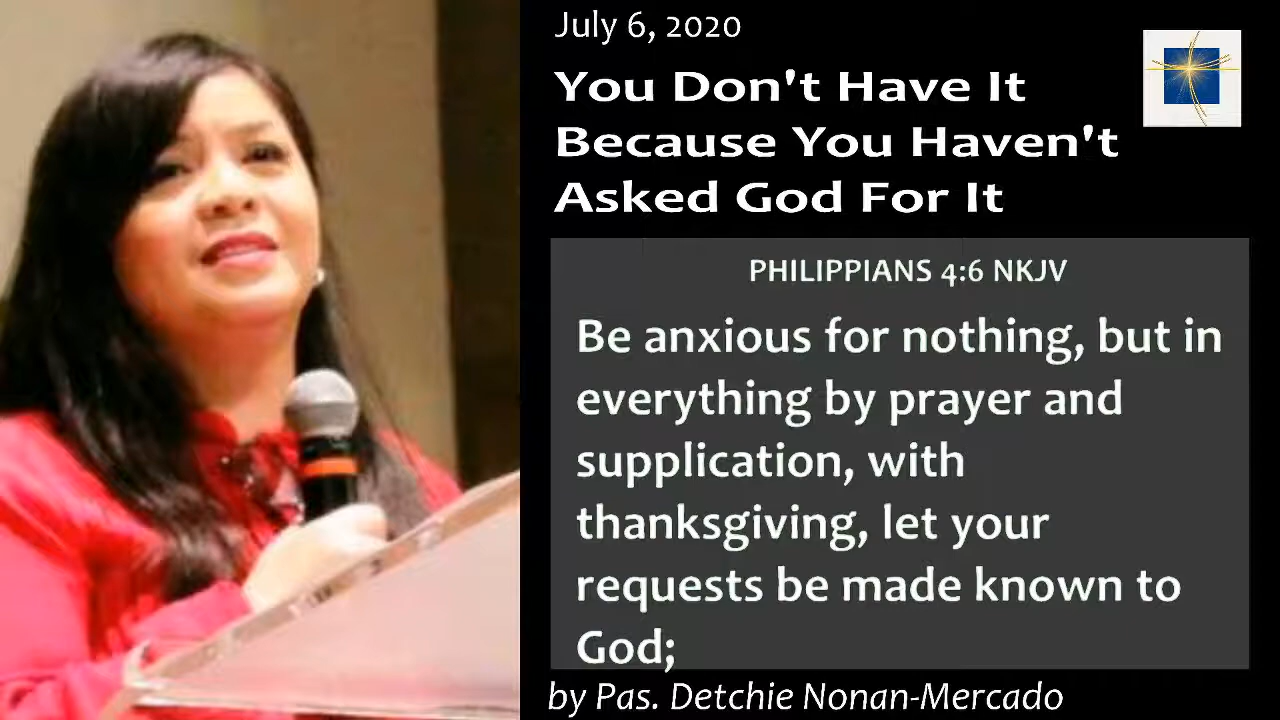 July 6, 2020
You Don't Have It
Because You Haven't
Asked God For It
PHILIPPIANS 4:6 NKJV
Be anxious for nothing, but in
everything by prayer and
supplication, with
thanksgiving, let your
requests be made known to
God;
by Pas. Detchie Nonan-Mercado